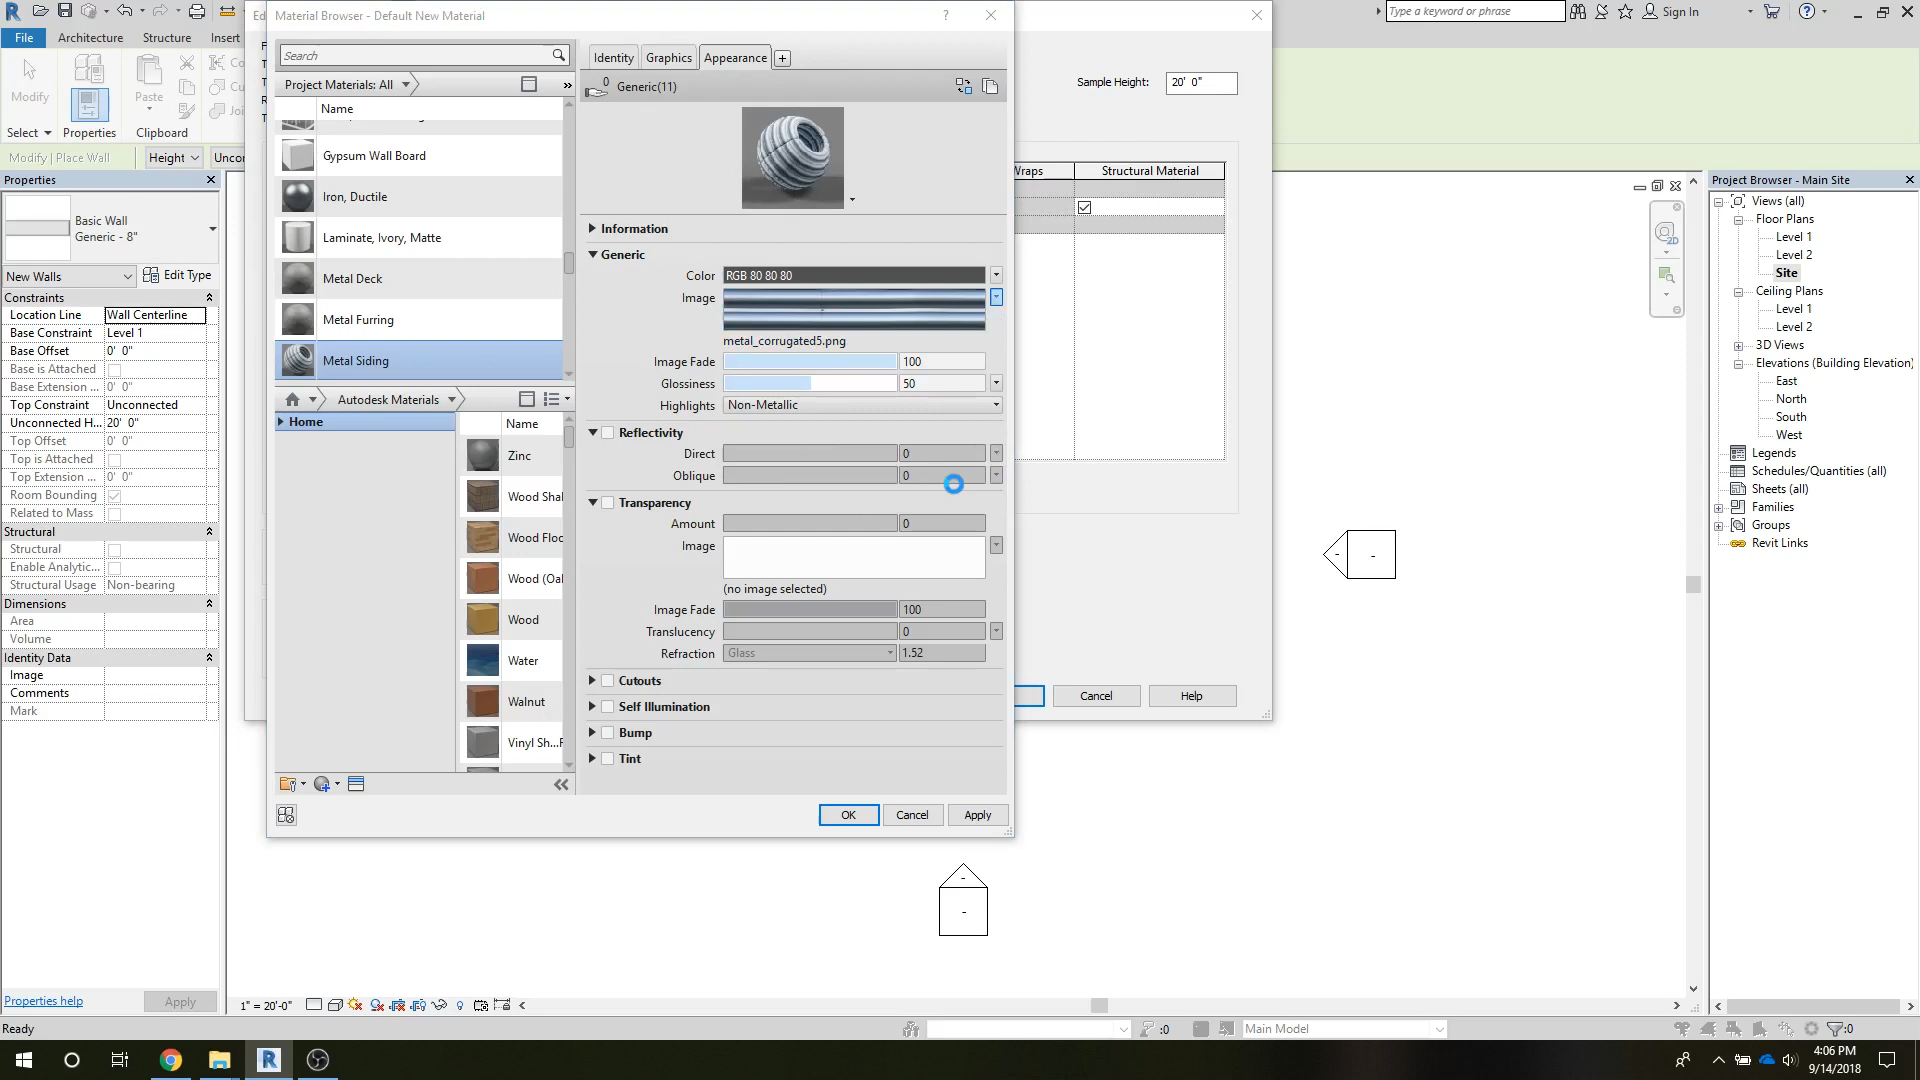 Material Browser - Default New Material
?
Type a keyword or phrase
Sign In
File
Architecture
Structure
Insert
Search
Identity
Graphics
Appearance
Sample Height:
20' 0"
Project Materials: All
Generic(11)
0
Modify
Paste
Name
Select
Properties
Clipboard
Gypsum Wall Board
Modify | Place Wall
Height
Unco
Wraps
Structural Material
Properties
Iron, Ductile
Project Browser - Main Site
Views (all)
Floor Plans
Level 1
Level 2
Site
Ceiling Plans
Level 1
Level 2
3D Views
Elevations (Building Elevation)
East
North
South
West
Legends
Schedules/Quantities (all)
Sheets (all)
Families
Groups
Revit Links
2D
Basic Wall
Generic - 8"
New Walls
Edit Type
Constraints
Location Line
Wall Centerline
Base Constraint
Level 1
Base Offset
0' 0"
Base is Attached
Base Extension ...
0' 0"
Top Constraint
Unconnected
Unconnected H...
20' 0"
Top Offset
0' 0"
Top is Attached
Top Extension ...
0' 0"
Room Bounding
Related to Mass
Structural
Structural
Enable Analytic...
Structural Usage
Non-bearing
Dimensions
Area
Volume
Identity Data
Image
Comments
Mark
Laminate, Ivory, Matte
Metal Deck
Metal Furring
Metal Siding
Autodesk Materials
Home
Name
Zinc
Wood Shal
Wood Floo
Wood (Oal
Wood
Water
Walnut
Vinyl Sh...F
Information
Generic
Color
RGB 80 80 80
Image
metal_corrugated5.png
Image Fade
100
Glossiness
50
Highlights
Non-Metallic
Reflectivity
Direct
0
Oblique
0
Transparency
Amount
0
Image
(no image selected)
Image Fade
100
Translucency
0
Refraction
Glass
1.52
Cutouts
Self Illumination
Bump
Tint
OK
Cancel
Apply
Cancel
Help
Properties help
Apply
1" = 20'-0"
Ready
:0
Main Model
:0
4:06 PM
9/14/2018